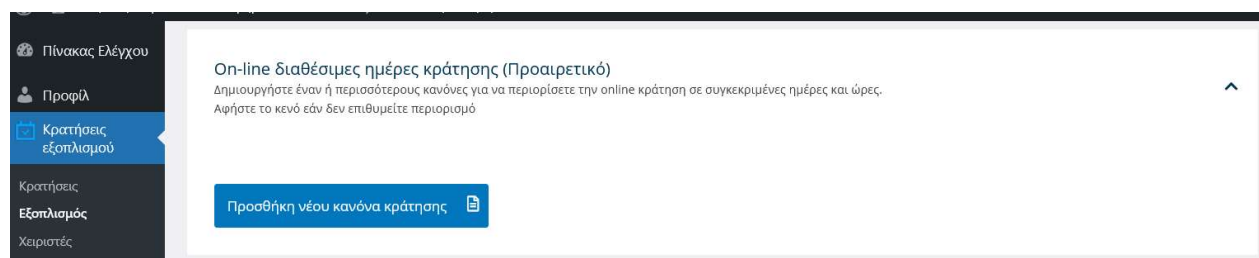 Πίνακας Ελέγχου
Προφίλ
Κρατήσεις
εξοπλισμού
Κρατήσεις
Εξοπλισμός
Χειριστές
On-line διαθέσιμες ημέρες κράτησης (Προαιρετικό)
Δημιουργήστε έναν ή περισσότερους κανόνες για να περιορίσετε την online κράτηση σε συγκεκριμένες ημέρες και ώρες.
Αφήστε το κενό εάν δεν επιθυμείτε περιορισμό
Προσθήκη νέου κανόνα κράτησης